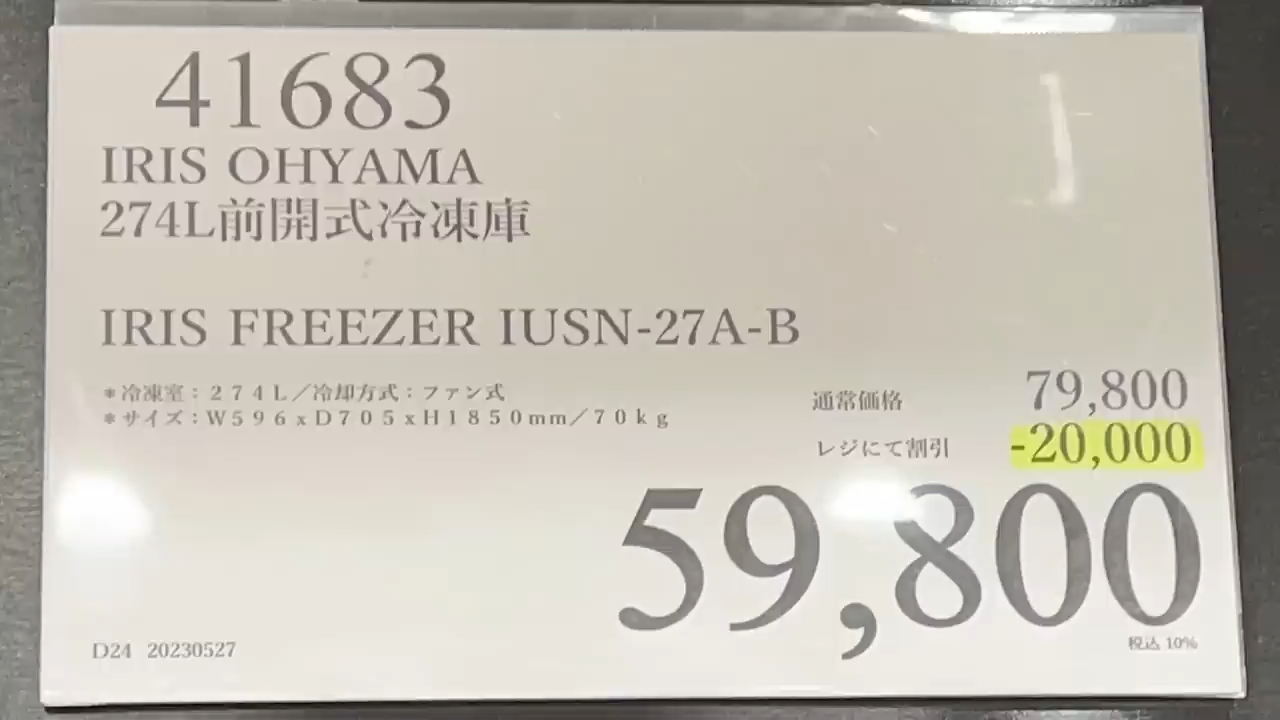 41683
IRIS OHYAMA
274L前開式冷凍庫
IRIS FREEZER IUSN-27A-B
*冷凍室:274L/冷却方式:ファン式
*サイズ:W596xD705xH1850mm/70kg
通常価格 79,800
レジにて割引 -20,000
59,800
税込 10%
D24 20230527